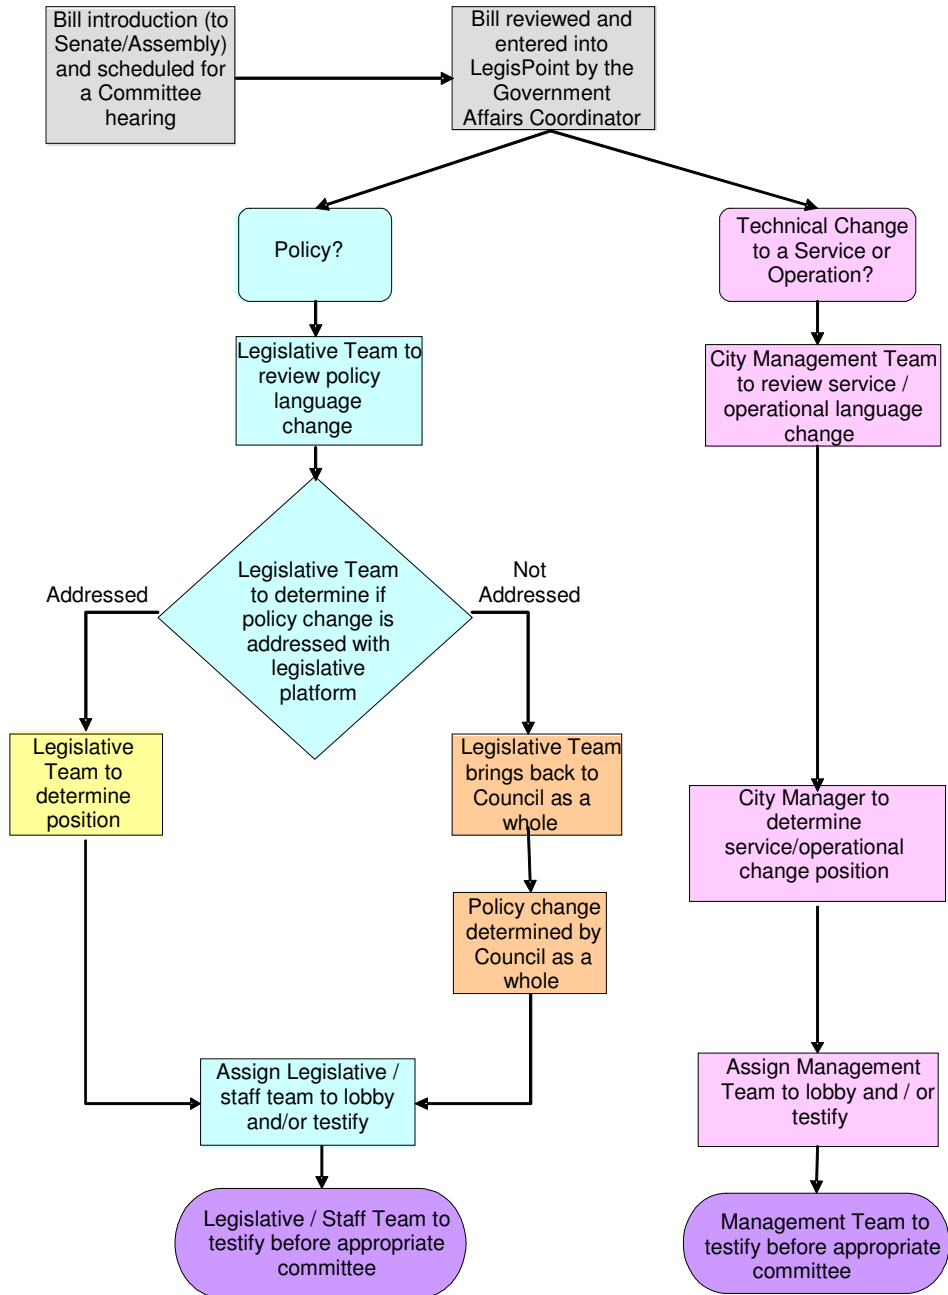 Bill introduction (to
Senate/Assembly)
and scheduled for
a Committee
hearing
Bill reviewed and
entered into
LegisPoint by the
Government
Affairs Coordinator
Policy?
Technical Change
to a Service or
Operation?
Legislative Team to
review policy
language
change
City Management Team
to review service /
operational language
change
Legislative Team
to determine if
policy change is
addressed with
legislative
platform
Addressed
Not
Addressed
Legislative
Team to
determine
position
Legislative Team
brings back to
Council as a
whole
City Manager to
determine
service/operational
change position
Policy change
determined by
Council as a
whole
Assign Legislative /
staff team to lobby
and/or testify
Assign Management
Team to lobby and / or
testify
Legislative / Staff Team to
testify before appropriate
committee
Management Team to
testify before appropriate
committee